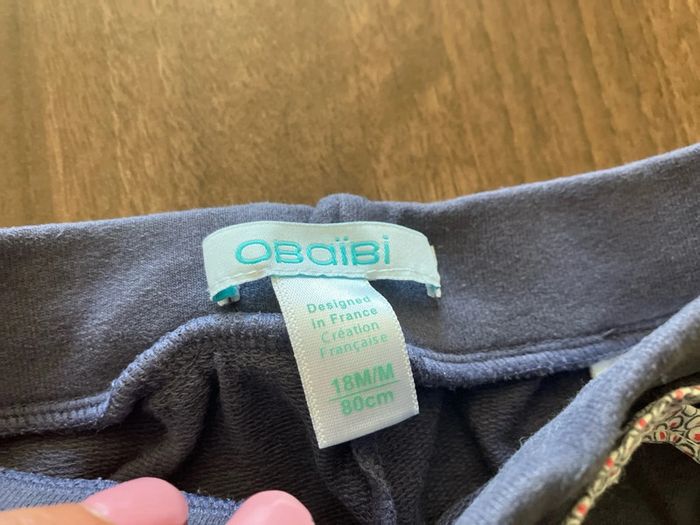 OBaïBi
Designed
in France
Création
Française
18M/M
80cm